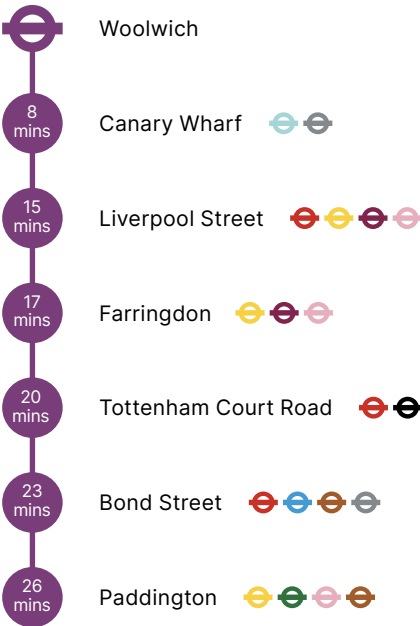 Woolwich
8
mins
Canary Wharf
15
mins
Liverpool Street
17
mins
Farringdon
20
mins
Tottenham Court Road
23
mins
Bond Street
26
mins
Paddington